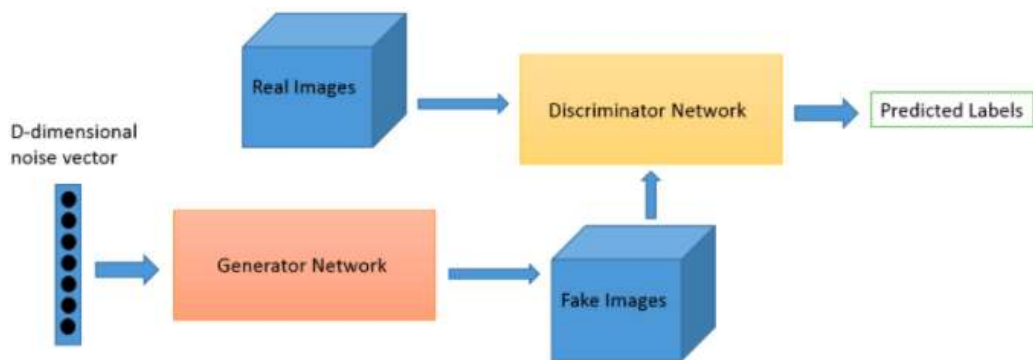 Real Images
Discriminator Network
Predicted Labels
D-dimensional
noise vector
Generator Network
Fake Images